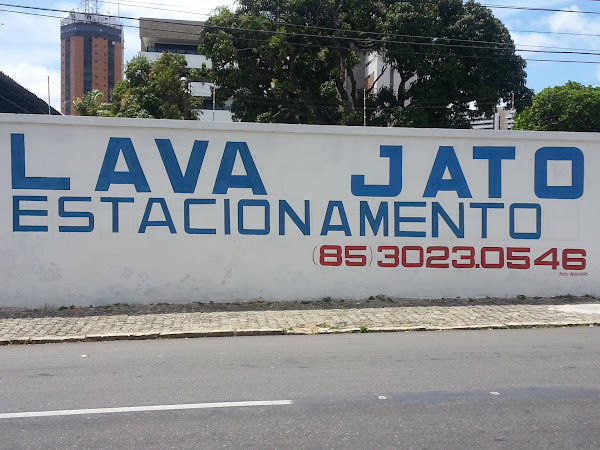 LAVA JATO
ESTACIONAMENTO
(85) 3023.0546